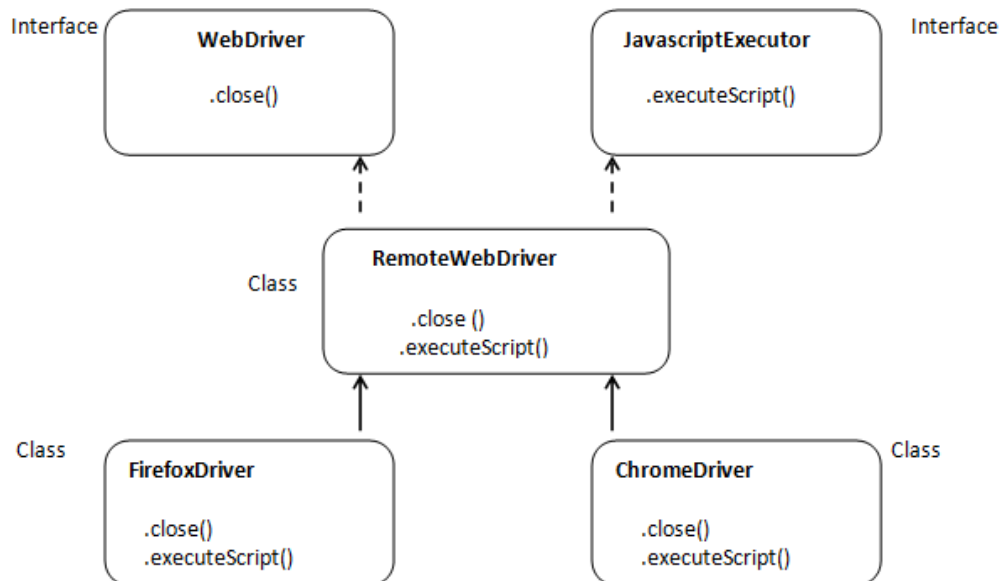 Interface
WebDriver
.close()
JavascriptExecutor
.executeScript()
Interface
Class
RemoteWebDriver
.close ()
.executeScript()
Class
FirefoxDriver
.close()
.executeScript()
ChromeDriver
.close()
.executeScript()
Class